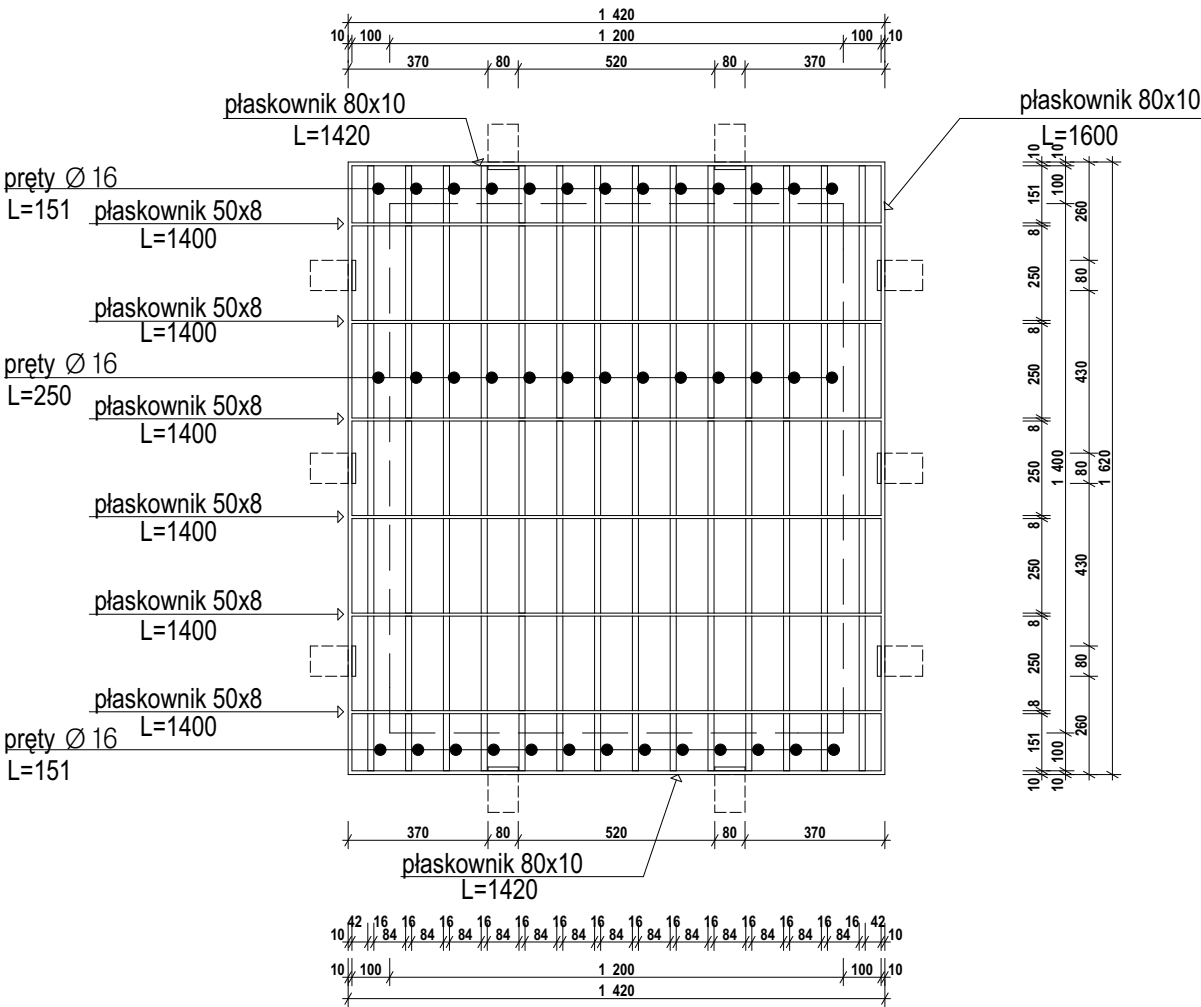 1 420
10 100 1 200 100 10
370 80 520 80 370
płaskownik 80x10
L=1420
płaskownik 80x10
L=1600
pręty Ø 16
L=151
płaskownik 50x8
L=1400
płaskownik 50x8
L=1400
pręty Ø 16
L=250
płaskownik 50x8
L=1400
płaskownik 50x8
L=1400
płaskownik 50x8
L=1400
płaskownik 50x8
L=1400
pręty Ø 16
L=151
10 151 8 250 8 250 8 250 8 250 8 250 8 151 10
10 100 1 400 100 10
260 80 430 80 430 80 260
1 620
370 80 520 80 370
płaskownik 80x10
L=1420
42 16 16 16 16 16 16 16 16 16 16 16 16 16 16 42
10 84 84 84 84 84 84 84 84 84 84 84 84 84 10
10 100 1 200 100 10
1 420